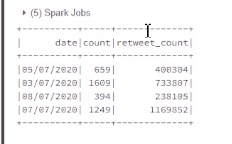 (5) Spark Jobs
+----------+-----+-------------+
|      date|count|retweet_count|
+----------+-----+-------------+
|05/07/2020|  659|       400304|
|03/07/2020| 1609|       733807|
|08/07/2020|  394|       238105|
|07/07/2020| 1249|      1169852|
+----------+-----+-------------+